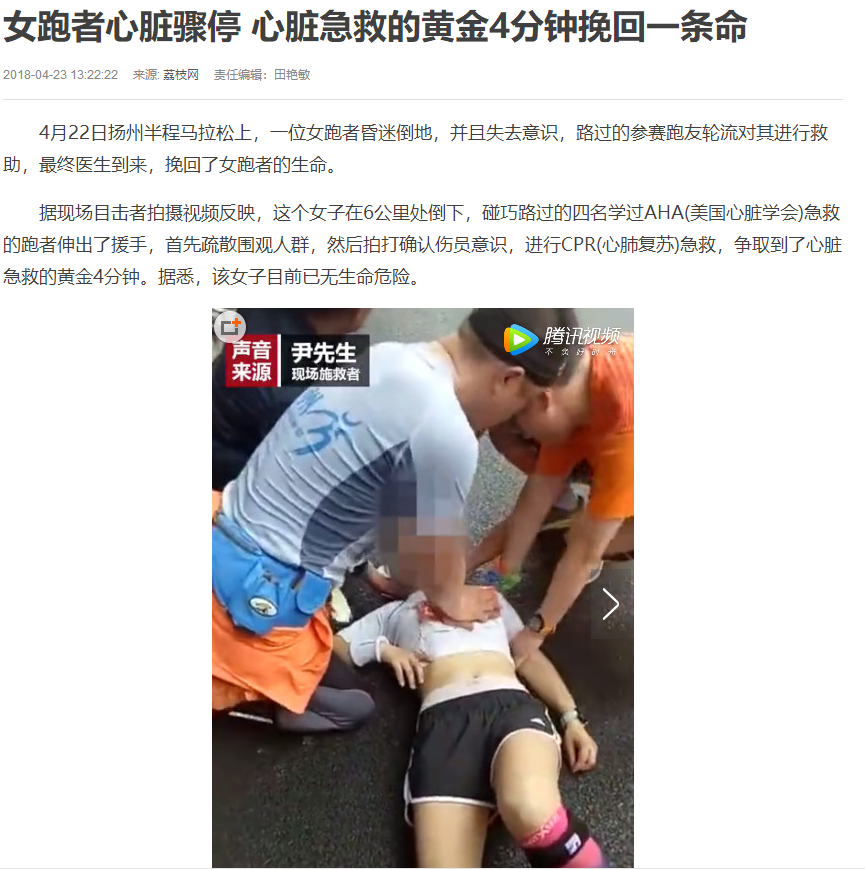 女跑者心脏骤停 心脏急救的黄金4分钟挽回一条命
2018-04-23 13:22:22 来源: 荔枝网 责任编辑：田艳敏
4月22日扬州半程马拉松上，一位女跑者昏迷倒地，并且失去意识，路过的参赛跑友轮流对其进行救
助，最终医生到来，挽回了女跑者的生命。
据现场目击者拍摄视频反映，这个女子在6公里处倒下，碰巧路过的四名学过AHA(美国心脏学会)急救
的跑者伸出了援手，首先疏散围观人群，然后拍打确认伤员意识，进行CPR(心肺复苏)急救，争取到了心脏
急救的黄金4分钟。据悉，该女子目前已无生命危险。
腾讯视频
不负好时光
声音
来源
尹先生
现场施救者